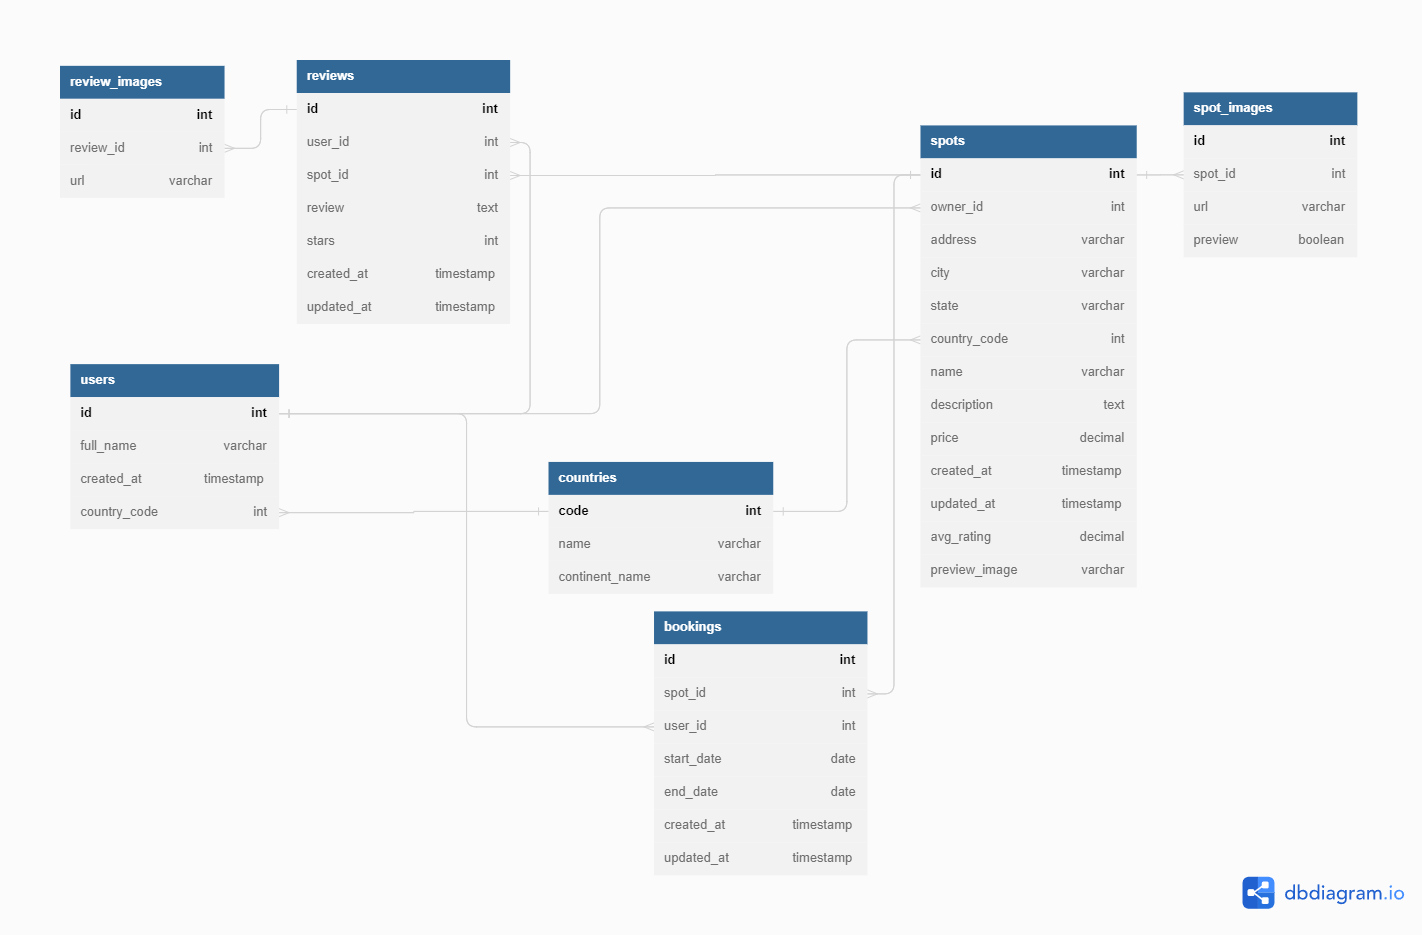 review_images
id int
review_id int
url varchar
reviews
id int
user_id int
spot_id int
review text
stars int
created_at timestamp
updated_at timestamp
spots
id int
owner_id int
address varchar
city varchar
state varchar
country_code int
name varchar
description text
price decimal
created_at timestamp
updated_at timestamp
avg_rating decimal
preview_image varchar
spot_images
id int
spot_id int
url varchar
preview boolean
users
id int
full_name varchar
created_at timestamp
country_code int
countries
code int
name varchar
continent_name varchar
bookings
id int
spot_id int
user_id int
start_date date
end_date date
created_at timestamp
updated_at timestamp
dbdiagram.io